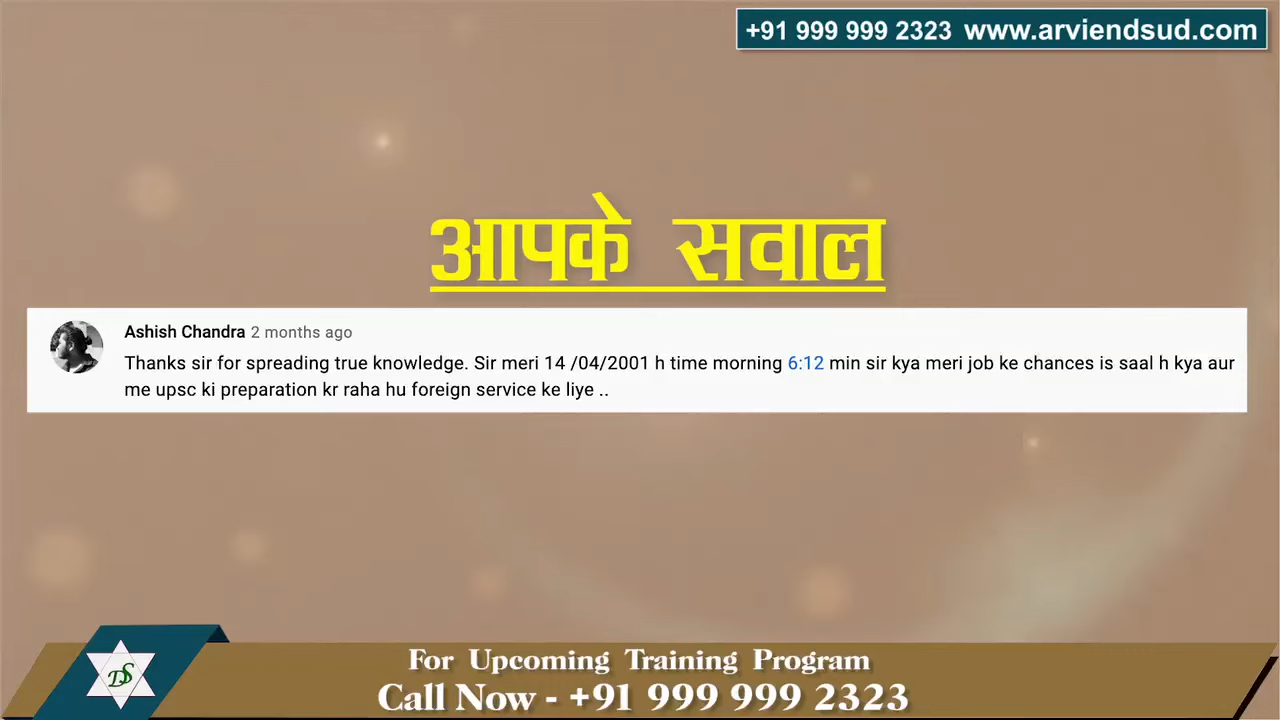 +91 999 999 2323 www.arviendsud.com
आपके सवाल
Ashish Chandra 2 months ago
Thanks sir for spreading true knowledge. Sir meri 14 /04/2001 h time morning 6:12 min sir kya meri job ke chances is saal h kya aur
me upsc ki preparation kr raha hu foreign service ke liye ..
For Upcoming Training Program
DS
Call Now - +91 999 999 2323